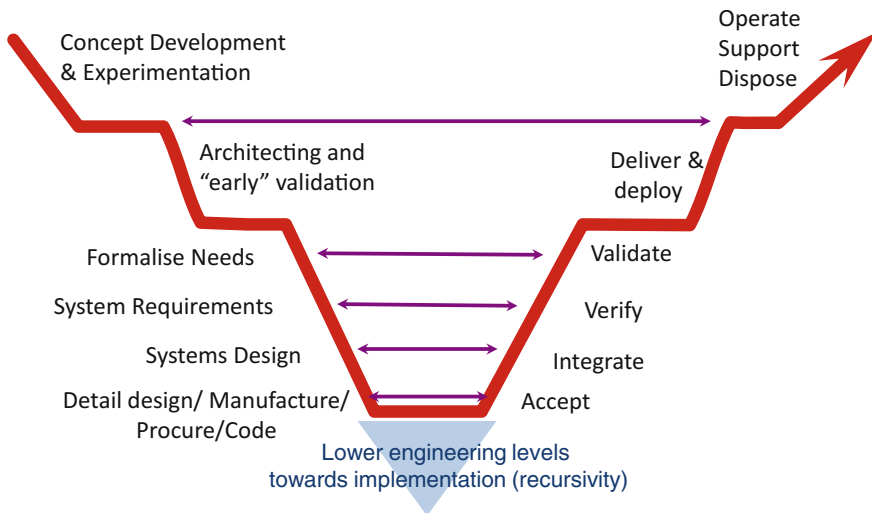 Concept Development
& Experimentation
Operate
Support
Dispose
Architecting and
“early” validation
Deliver &
deploy
Formalise Needs
Validate
System Requirements
Verify
Systems Design
Integrate
Detail design/ Manufacture/
Procure/Code
Accept
Lower engineering levels
towards implementation (recursivity)